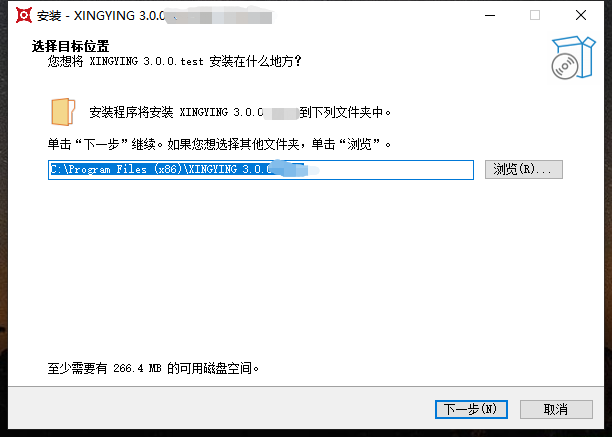 安装 - XINGYING 3.0.0
选择目标位置
您想将 XINGYING 3.0.0.test 安装在什么地方？
安装程序将安装 XINGYING 3.0.0 到下列文件夹中。
单击“下一步”继续。如果您想选择其他文件夹，单击“浏览”。
C:\Program Files (x86)\XINGYING 3.0.0
浏览(R)...
至少需要有 266.4 MB 的可用磁盘空间。
下一步(N)
取消